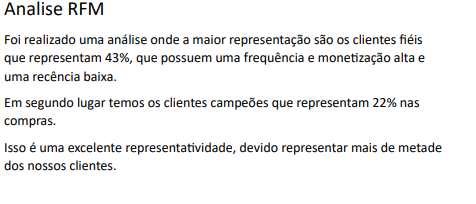 Analise RFM
Foi realizado uma análise onde a maior representação são os clientes fiéis
que representam 43%, que possuem uma frequência e monetização alta e
uma recência baixa.
Em segundo lugar temos os clientes campeões que representam 22% nas
compras.
Isso é uma excelente representatividade, devido representar mais de metade
dos nossos clientes.